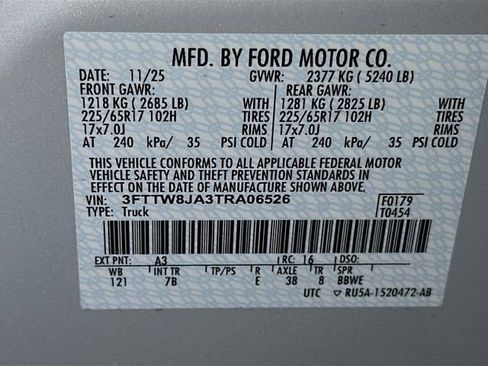 MFD. BY FORD MOTOR CO.
DATE: 11/25 GVWR: 2377 KG ( 5240 LB)
FRONT GAWR: REAR GAWR:
1218 KG ( 2685 LB) WITH 1281 KG ( 2825 LB) WITH
225/65R17 102H TIRES 225/65R17 102H TIRES
17x7.0J RIMS 17x7.0J RIMS
AT 240 kPa/ 35 PSI COLD AT 240 kPa/ 35 PSI COLD
THIS VEHICLE CONFORMS TO ALL APPLICABLE FEDERAL MOTOR
VEHICLE SAFETY AND THEFT PREVENTION STANDARDS IN
EFFECT ON THE DATE OF MANUFACTURE SHOWN ABOVE.
VIN: 3FTTW8JA3TRA06526 F0179
TYPE: Truck T0454
EXT PNT: A3 RC: 16 DSO:
WB INT TR TP/PS R AXLE TR SPR
121 7B E 38 8 BBWE
UTC ▽ RU5A-1520472-AB